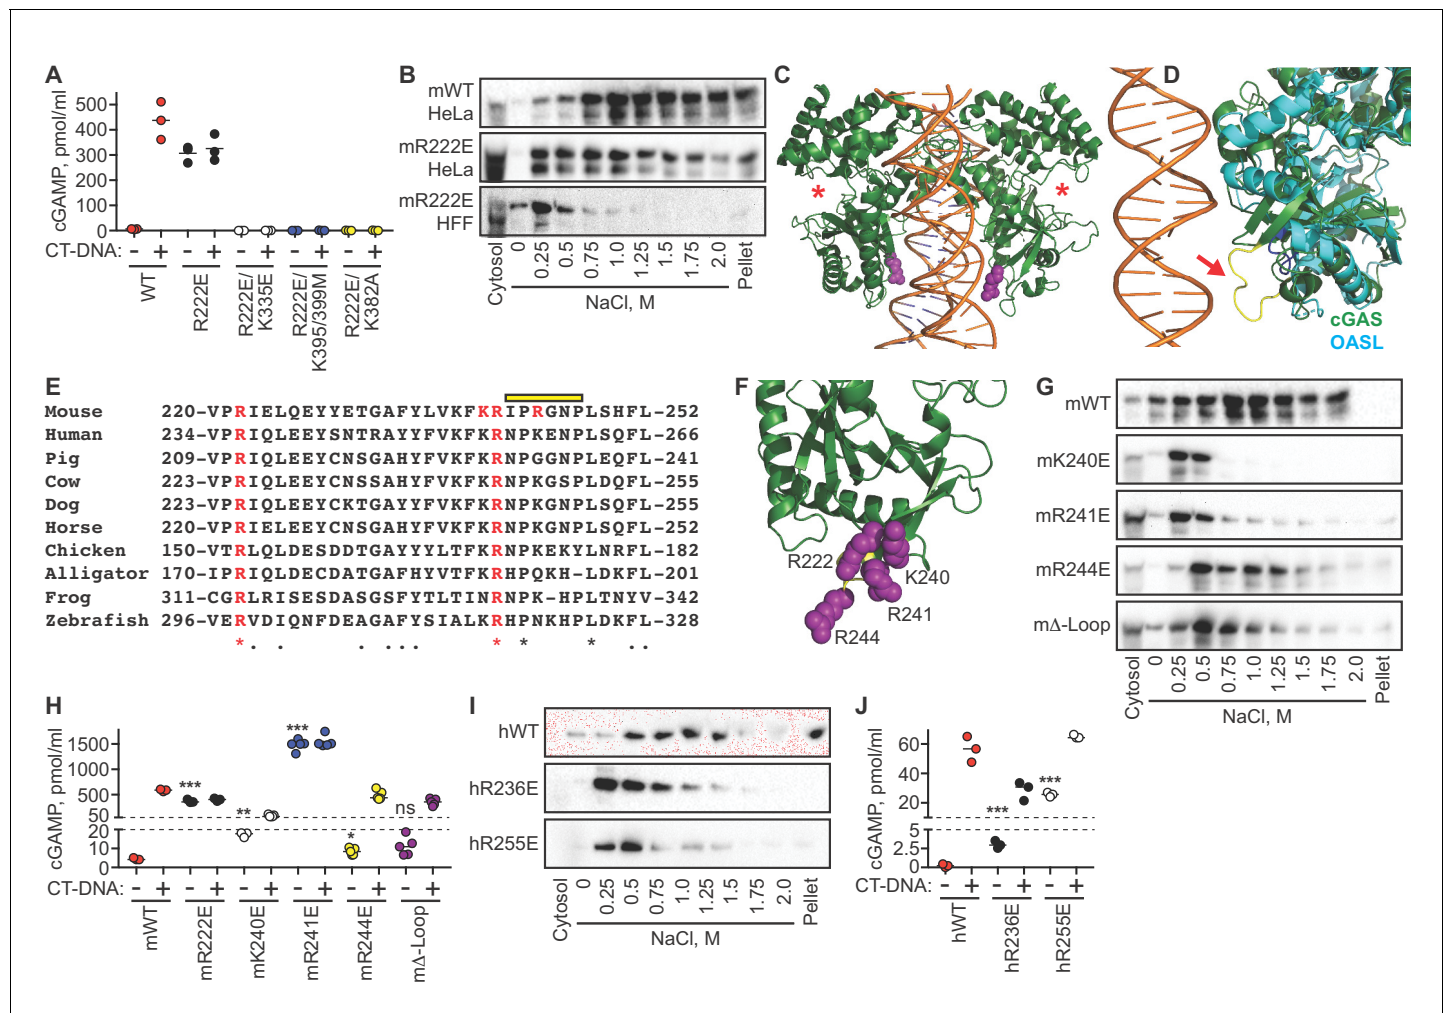 A
cGAMP, pmol/ml
500
400
300
200
100
0
CT-DNA: - + - + - + - + - +
WT
R222E
R222E/
K335E
R222E/
K395/399M
R222E/
K382A
B
mWT
HeLa
mR222E
HeLa
mR222E
HFF
Cytosol 0 0.25 0.5 0.75 1.0 1.25 1.5 1.75 2.0 Pellet
NaCl, M
C
* *
D
cGAS
OASL
E
Mouse 220-VPRIELQEYYETGAFYLVKFKRIPRGNPLSHFL-252
Human 234-VPRIQLEEYSNTRAYYFVKFKRNPKENPLSQFL-266
Pig 209-VPRIQLEEYCNSGAHYFVKFKRNPGGNPLEQFL-241
Cow 223-VPRIQLEEYCNSGAHYFVKFKRNPKGSPLDQFL-255
Dog 223-VPRIQLEEYCKTGAYYLVKFKRNPKGNPLSQFL-255
Horse 220-VPRIELEEYSNSGAHYFVKFKRNPKGNPLSQFL-252
Chicken 150-VTRLQLDESDDTGAYYLTFKRNPKEKYLNRFL-182
Alligator 170-IPRIQLDECDATGAFHYVTFKRHPQKH-LDKFL-201
Frog 311-CGRLRISESDASGSFYTLTINRNPK-HPLTNYV-342
Zebrafish 296-VERVDIQNFDEAGAFYSIALKRHPNKHPLDKFL-328
* . . . . . . * * * . .
F
R222
K240
R241
R244
G
mWT
mK240E
mR241E
mR244E
mΔ-Loop
Cytosol 0 0.25 0.5 0.75 1.0 1.25 1.5 1.75 2.0 Pellet
NaCl, M
H
cGAMP, pmol/ml
1500
1000
500
50
20
10
0
*** ** *** * ns
CT-DNA: - + - + - + - + - + - +
mWT
mR222E
mK240E
mR241E
mR244E
mΔ-Loop
I
hWT
hR236E
hR255E
Cytosol 0 0.25 0.5 0.75 1.0 1.25 1.5 1.75 2.0 Pellet
NaCl, M
J
cGAMP, pmol/ml
60
40
20
5
2.5
0
*** ***
CT-DNA: - + - + - +
hWT
hR236E
hR255E